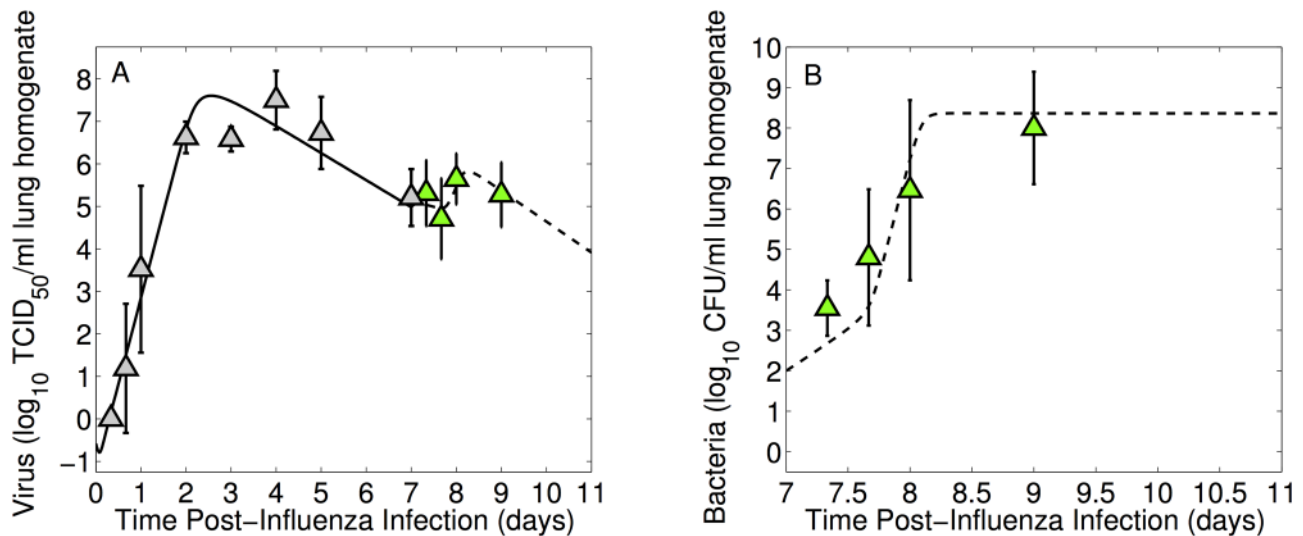 A
Virus (log10 TCID50/ml lung homogenate
8
7
6
5
4
3
2
1
0
−1
0 1 2 3 4 5 6 7 8 9 10 11
Time Post−Influenza Infection (days)
B
Bacteria (log10 CFU/ml lung homogenate
10
9
8
7
6
5
4
3
2
1
0
7 7.5 8 8.5 9 9.5 10 10.5 11
Time Post−Influenza Infection (days)